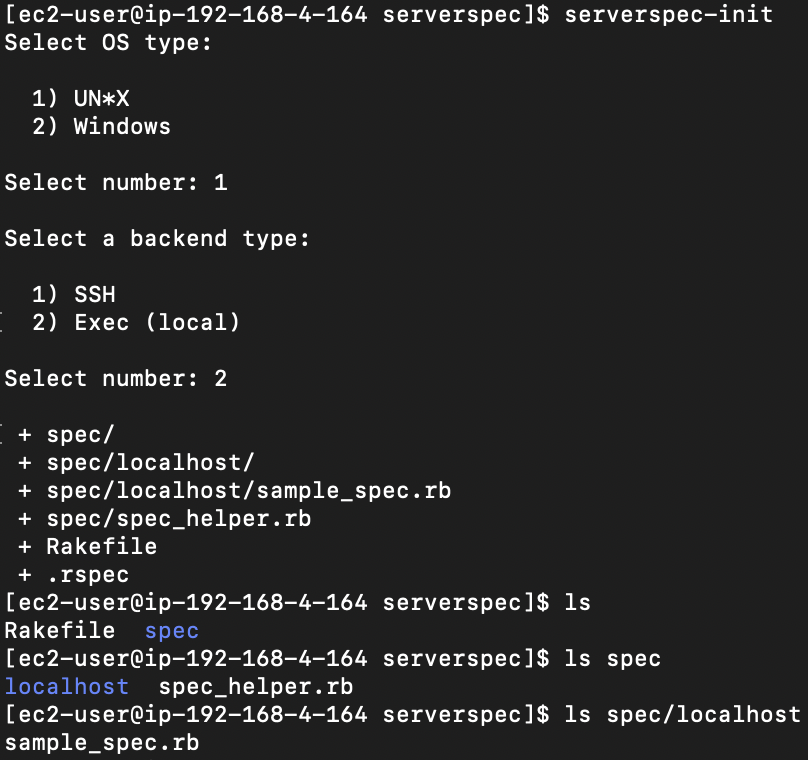 [ec2-user@ip-192-168-4-164 serverspec]$ serverspec-init
Select OS type:
1) UN*X
2) Windows
Select number: 1
Select a backend type:
1) SSH
2) Exec (local)
Select number: 2
+ spec/
+ spec/localhost/
+ spec/localhost/sample_spec.rb
+ spec/spec_helper.rb
+ Rakefile
+ .rspec
[ec2-user@ip-192-168-4-164 serverspec]$ ls
Rakefile  spec
[ec2-user@ip-192-168-4-164 serverspec]$ ls spec
localhost  spec_helper.rb
[ec2-user@ip-192-168-4-164 serverspec]$ ls spec/localhost
sample_spec.rb